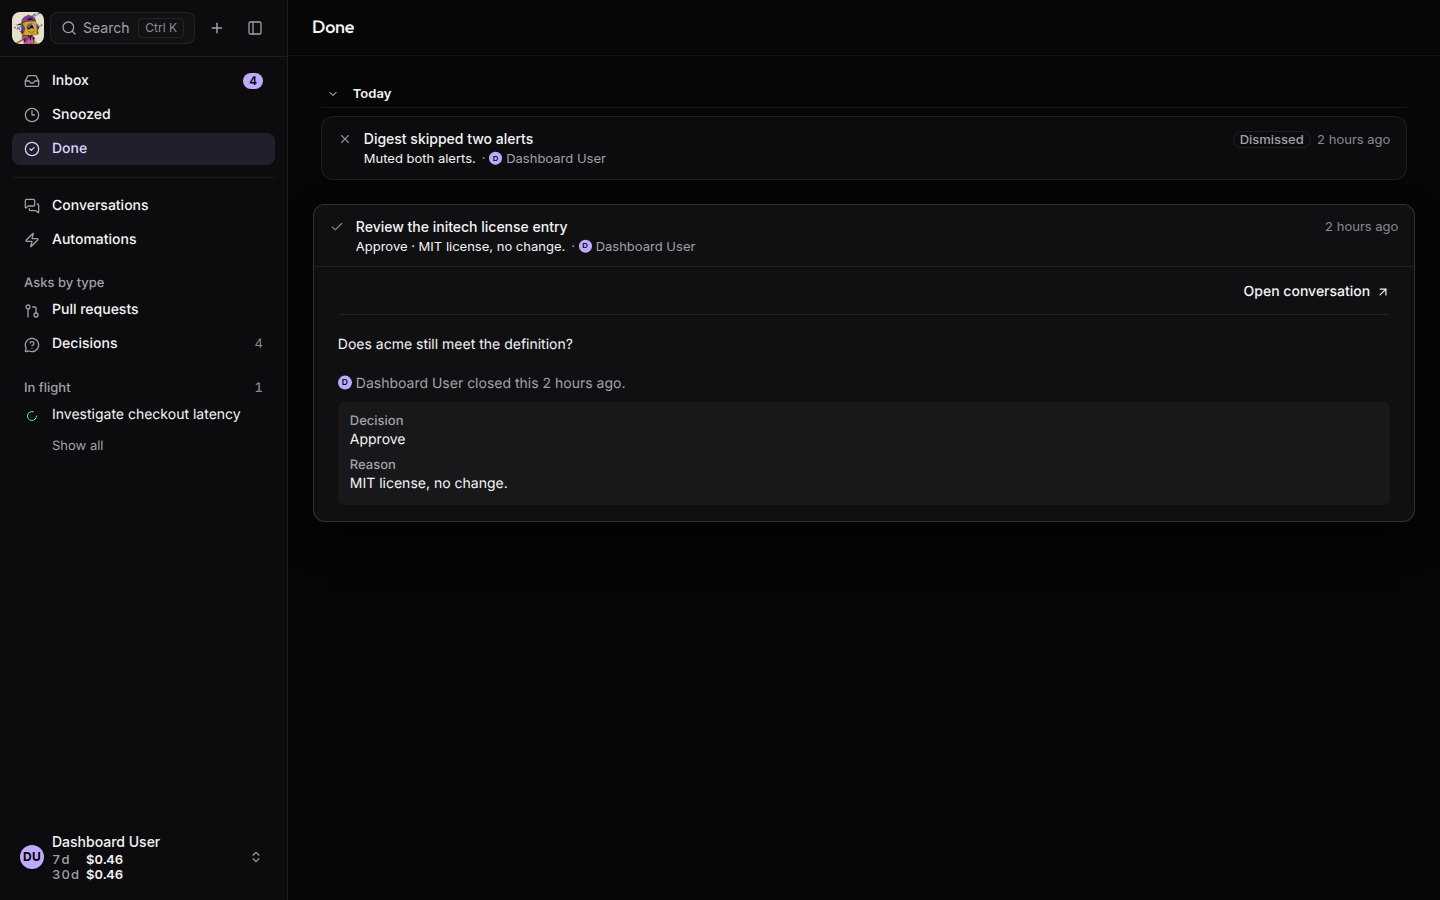 Search Ctrl K
Inbox 4
Snoozed
Done
Conversations
Automations
Asks by type
Pull requests
Decisions 4
In flight 1
Investigate checkout latency
Show all
DU Dashboard User
7d $0.46
30d $0.46
Done
Today
Digest skipped two alerts Dismissed 2 hours ago
Muted both alerts. · D Dashboard User
Review the initech license entry 2 hours ago
Approve · MIT license, no change. · D Dashboard User
Open conversation
Does acme still meet the definition?
D Dashboard User closed this 2 hours ago.
Decision
Approve
Reason
MIT license, no change.